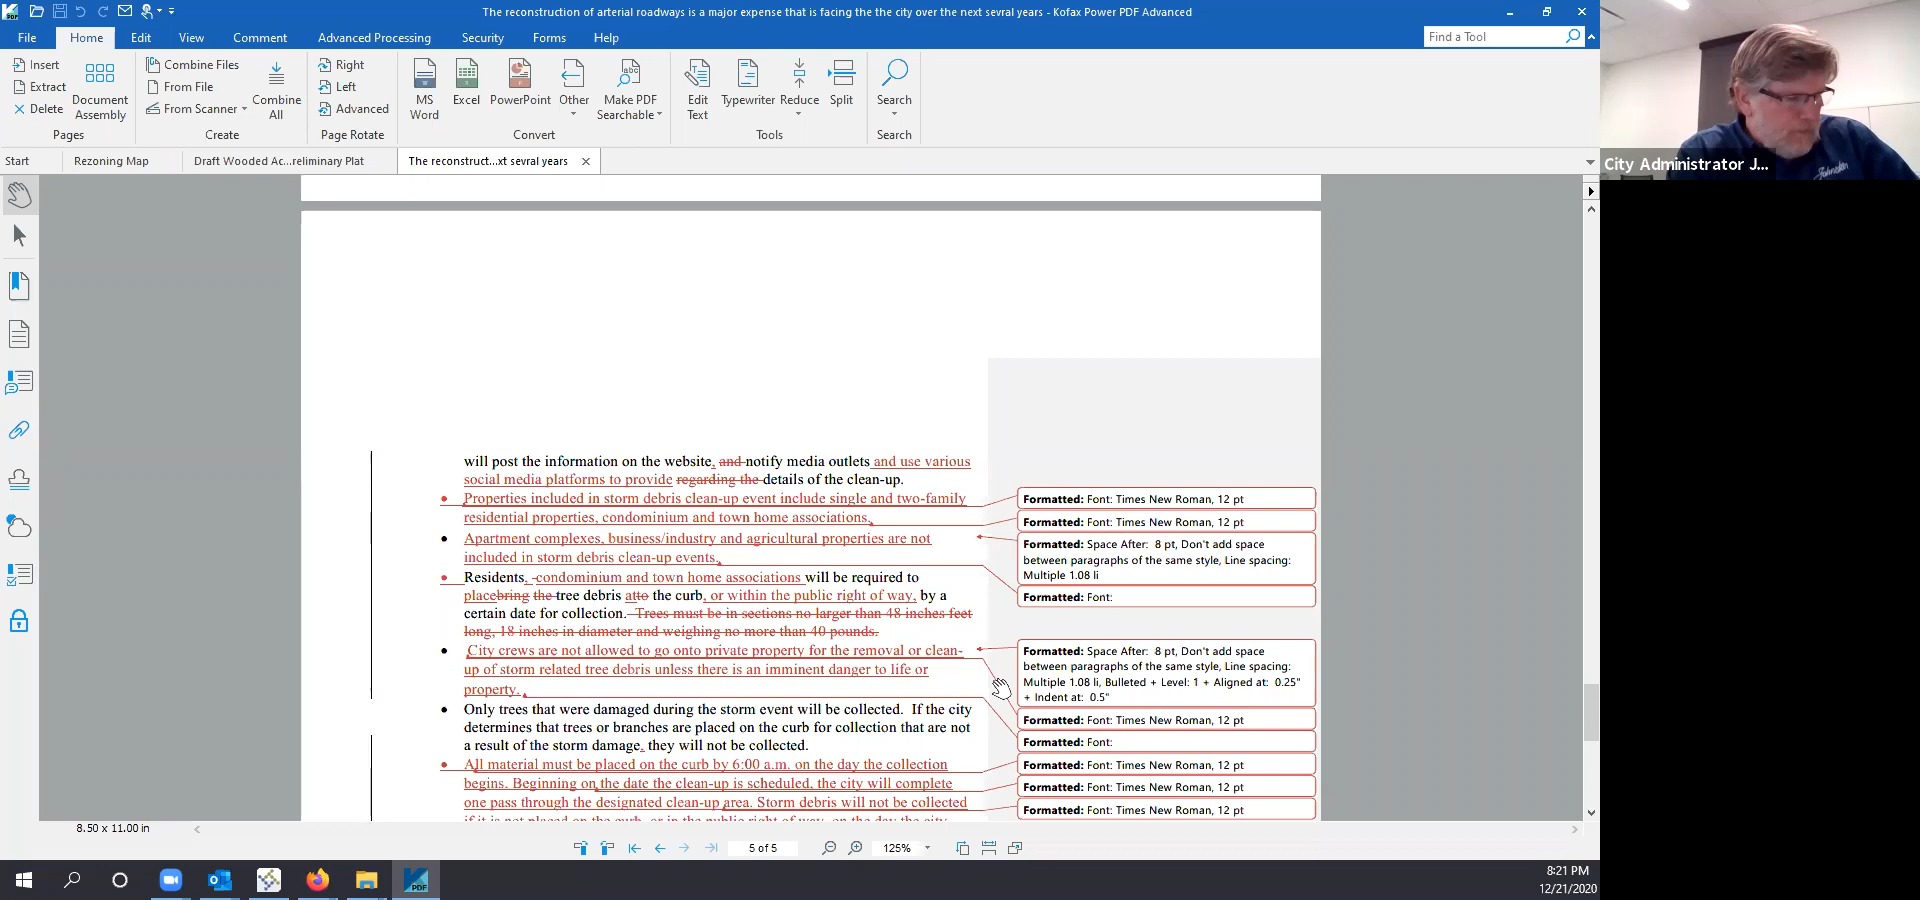 The reconstruction of arterial roadways is a major expense that is facing the the city over the next sevral years - Kofax Power PDF Advanced
File Home Edit View Comment Advanced Processing Security Forms Help
Find a Tool
Insert
Extract
Delete
Document Assembly
Pages
Combine Files
From File
From Scanner
Combine All
Create
Right
Left
Advanced
Page Rotate
MS Word
Excel
PowerPoint
Other
Make PDF Searchable
Convert
Edit Text
Typewriter
Reduce
Split
Tools
Search
Search
Start
Rezoning Map
Draft Wooded Ac...reliminary Plat
The reconstruct...xt sevral years
City Administrator J...
Johnston
will post the information on the website, and notify media outlets and use various
social media platforms to provide regarding the details of the clean-up.
• Properties included in storm debris clean-up event include single and two-family
residential properties, condominium and town home associations.
• Apartment complexes, business/industry and agricultural properties are not
included in storm debris clean-up events.
• Residents, condominium and town home associations will be required to
placebring the tree debris atto the curb, or within the public right of way, by a
certain date for collection. Trees must be in sections no larger than 48 inches feet
long, 18 inches in diameter and weighing no more than 40 pounds.
• City crews are not allowed to go onto private property for the removal or clean-
up of storm related tree debris unless there is an imminent danger to life or
property.
• Only trees that were damaged during the storm event will be collected. If the city
determines that trees or branches are placed on the curb for collection that are not
a result of the storm damage, they will not be collected.
• All material must be placed on the curb by 6:00 a.m. on the day the collection
begins. Beginning on the date the clean-up is scheduled, the city will complete
one pass through the designated clean-up area. Storm debris will not be collected
if it is not placed on the curb, or in the public right of way, on the day the city
Formatted: Font: Times New Roman, 12 pt
Formatted: Font: Times New Roman, 12 pt
Formatted: Space After: 8 pt, Don't add space
between paragraphs of the same style, Line spacing:
Multiple 1.08 li
Formatted: Font:
Formatted: Space After: 8 pt, Don't add space
between paragraphs of the same style, Line spacing:
Multiple 1.08 li, Bulleted + Level: 1 + Aligned at: 0.25"
+ Indent at: 0.5"
Formatted: Font: Times New Roman, 12 pt
Formatted: Font:
Formatted: Font: Times New Roman, 12 pt
Formatted: Font: Times New Roman, 12 pt
Formatted: Font: Times New Roman, 12 pt
8.50 x 11.00 in
5 of 5
125%
8:21 PM
12/21/2020